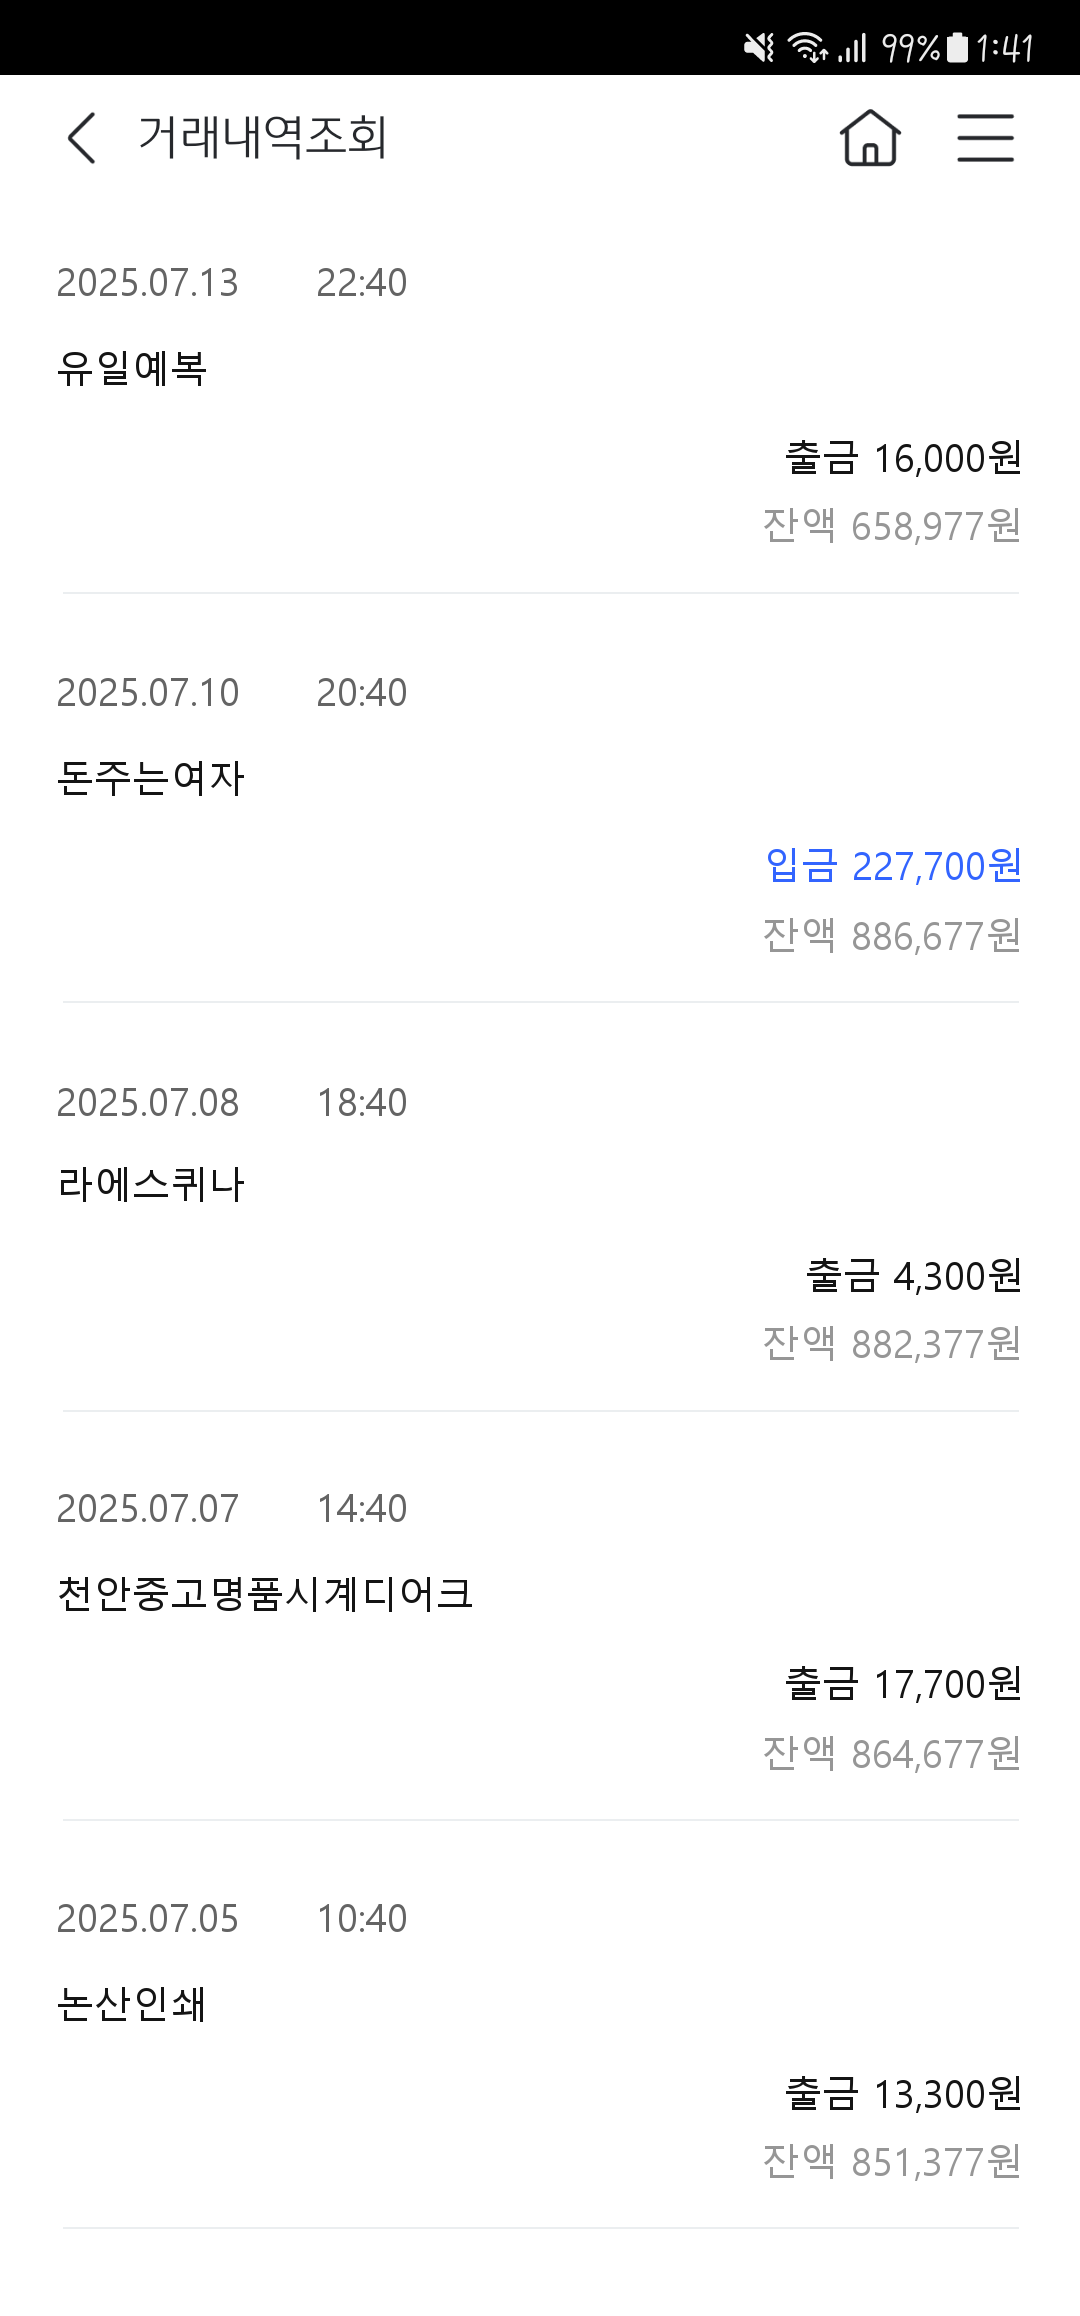 99% 1:41
거래내역조회
2025.07.13 22:40
유일예복
출금 16,000원
잔액 658,977원
2025.07.10 20:40
돈주는여자
입금 227,700원
잔액 886,677원
2025.07.08 18:40
라에스퀴나
출금 4,300원
잔액 882,377원
2025.07.07 14:40
천안중고명품시계디어크
출금 17,700원
잔액 864,677원
2025.07.05 10:40
논산인쇄
출금 13,300원
잔액 851,377원